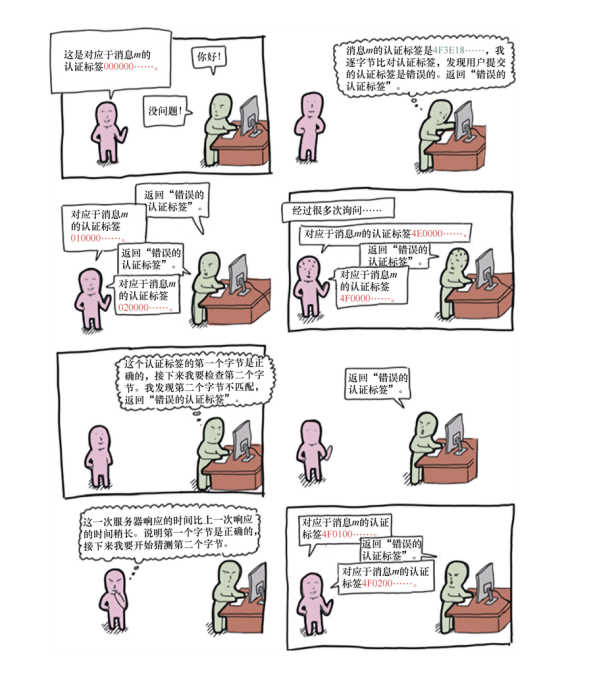 这是对应于消息m的
认证标签000000⋯⋯。
你好！
没问题！
消息m的认证标签是4F3E18⋯⋯，我
逐字节比对认证标签，发现用户提交
的认证标签是错误的。返回“错误的
认证标签”。
返回“错误的
认证标签”。
对应于消息m
的认证标签
010000⋯⋯。
返回“错误的
认证标签”。
对应于消息m
的认证标签
020000⋯⋯。
经过很多次询问⋯⋯
对应于消息m的认证标签4E0000⋯⋯。
返回“错误的
认证标签”。
对应于消息m
的认证标签
4F0000⋯⋯。
这个认证标签的第一个字节是正
确的，接下来我要检查第二个字
节。我发现第二个字节不匹配，
返回“错误的认证标签”。
返回“错误的
认证标签”。
这一次服务器响应的时间比上一次响应
的时间稍长。说明第一个字节是正确的，
接下来我要开始猜测第二个字节。
对应于消息m的认证
标签4F0100⋯⋯。
返回“错误的
认证标签”。
对应于消息m的认证
标签4F0200⋯⋯。